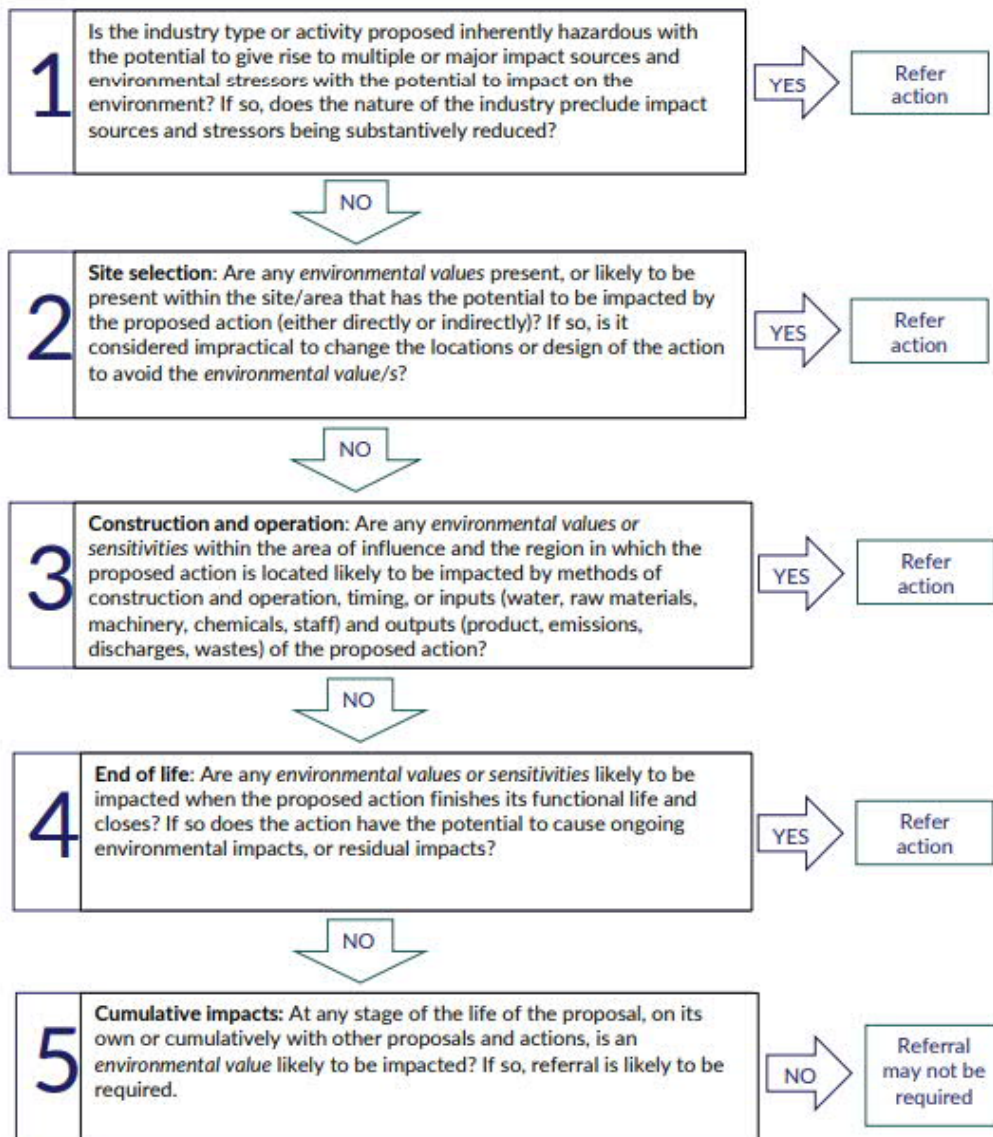 1
Is the industry type or activity proposed inherently hazardous with
the potential to give rise to multiple or major impact sources and
environmental stressors with the potential to impact on the
environment? If so, does the nature of the industry preclude impact
sources and stressors being substantively reduced?
YES
Refer
action
NO
2
Site selection: Are any environmental values present, or likely to be
present within the site/area that has the potential to be impacted by
the proposed action (either directly or indirectly)? If so, is it
considered impractical to change the locations or design of the action
to avoid the environmental value/s?
YES
Refer
action
NO
3
Construction and operation: Are any environmental values or
sensitivities within the area of influence and the region in which the
proposed action is located likely to be impacted by methods of
construction and operation, timing, or inputs (water, raw materials,
machinery, chemicals, staff) and outputs (product, emissions,
discharges, wastes) of the proposed action?
YES
Refer
action
NO
4
End of life: Are any environmental values or sensitivities likely to be
impacted when the proposed action finishes its functional life and
closes? If so does the action have the potential to cause ongoing
environmental impacts, or residual impacts?
YES
Refer
action
NO
5
Cumulative impacts: At any stage of the life of the proposal, on its
own or cumulatively with other proposals and actions, is an
environmental value likely to be impacted? If so, referral is likely to be
required.
NO
Referral
may not be
required